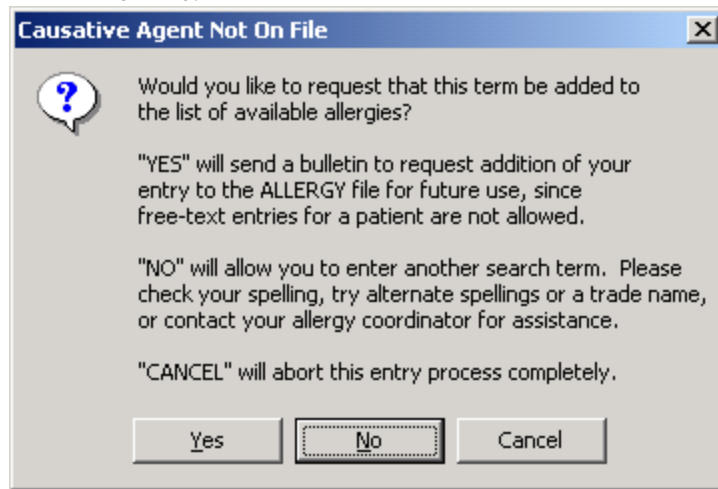 Causative Agent Not On File
Would you like to request that this term be added to
the list of available allergies?
"YES" will send a bulletin to request addition of your
entry to the ALLERGY file for future use, since
free-text entries for a patient are not allowed.
"NO" will allow you to enter another search term.  Please
check your spelling, try alternate spellings or a trade name,
or contact your allergy coordinator for assistance.
"CANCEL" will abort this entry process completely.
Yes
No
Cancel